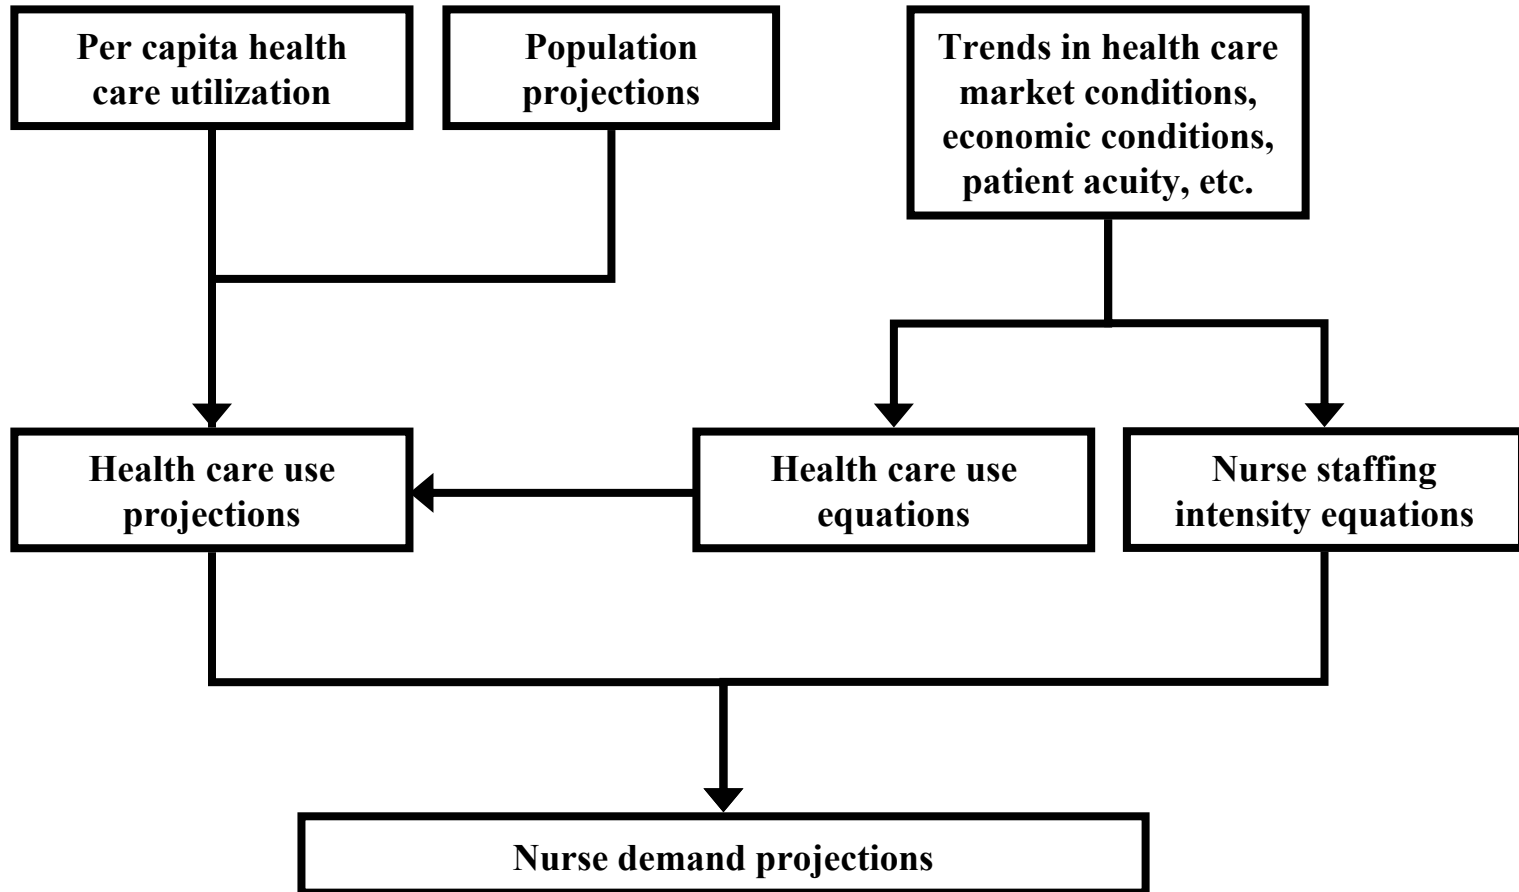 Per capita health
care utilization
Population
projections
Trends in health care
market conditions,
economic conditions,
patient acuity, etc.
Health care use
projections
Health care use
equations
Nurse staffing
intensity equations
Nurse demand projections